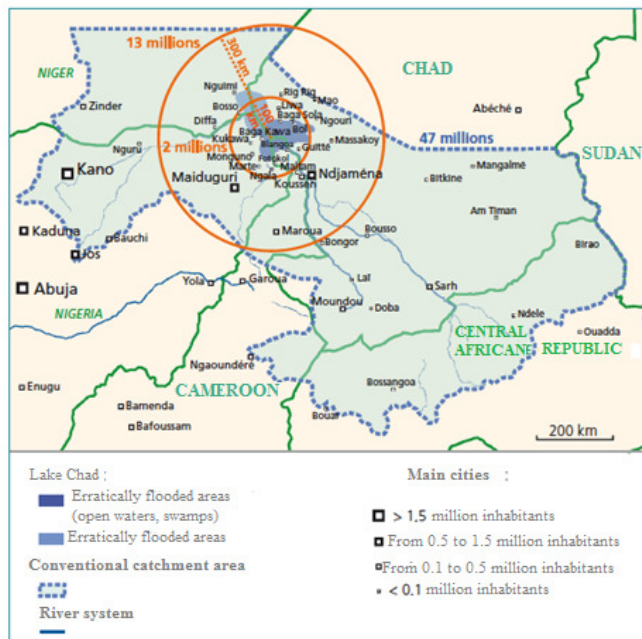 13 millions
300 km
CHAD
NIGER
Nguimi
Rig Rig
Mao
Zinder
Bosso
Liwa
100 km
Baga Sola
Abéché
Diffa
Ngouri
Baga Kawa
Bol
Kukawa
Massakoy
47 millions
Nguru
2 millions
Blangoa
Guitté
SUDAN
Monguno
Kano
Marte
Maltam
Ndjaména
Mangalmé
Ngala
Kousseri
Bitkine
Maiduguri
Am Timan
Kaduna
Bauchi
Maroua
Bousso
Bongor
Birao
Jos
Abuja
Yola
Garoua
Laï
Sarh
Moundou
Doba
Ndele
NIGERIA
CENTRAL
AFRICAN REPUBLIC
Ouadda
Ngaoundéré
CAMEROON
Bossangoa
Enugu
Bamenda
Bouar
Bafoussam
200 km
Lake Chad :
Erratically flooded areas
(open waters, swamps)
Erratically flooded areas
Conventional catchment area
River system
Main cities :
> 1.5 million inhabitants
From 0.5 to 1.5 million inhabitants
From 0.1 to 0.5 million inhabitants
< 0.1 million inhabitants